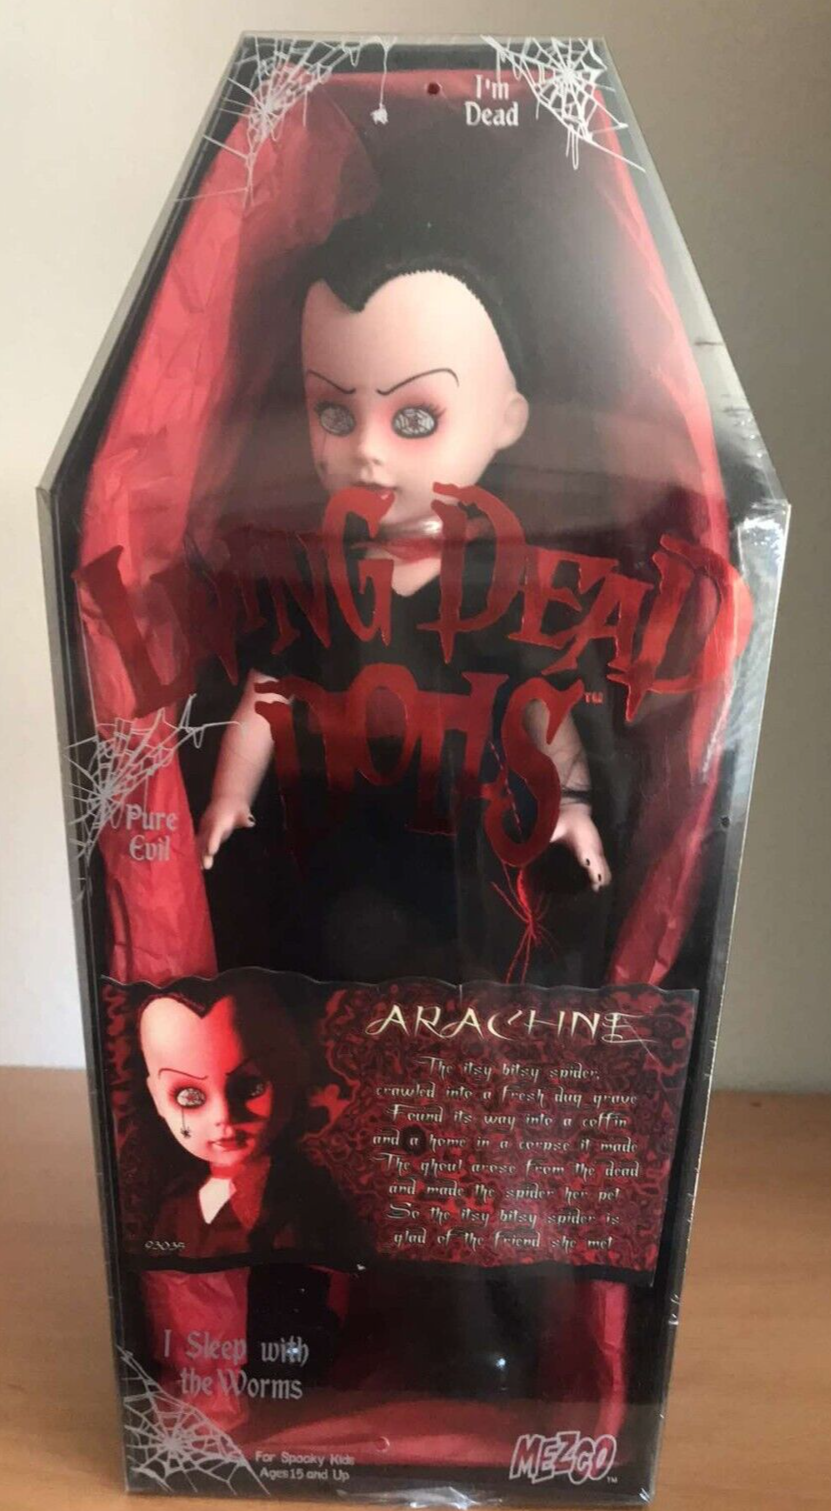 I'm
Dead
LIVING DEAD
DOLLS™
Pure
Evil
ARACHNE
The itsy bitsy spider,
crawled into a fresh dug grave
Found its way into a coffin
and a home in a corpse it made
The ghoul arose from the dead
and made the spider her pet
So the itsy bitsy spider is
glad of the friend she met
93035
I Sleep with
the Worms
For Spooky Kids
Ages 15 and Up
MEZCO™